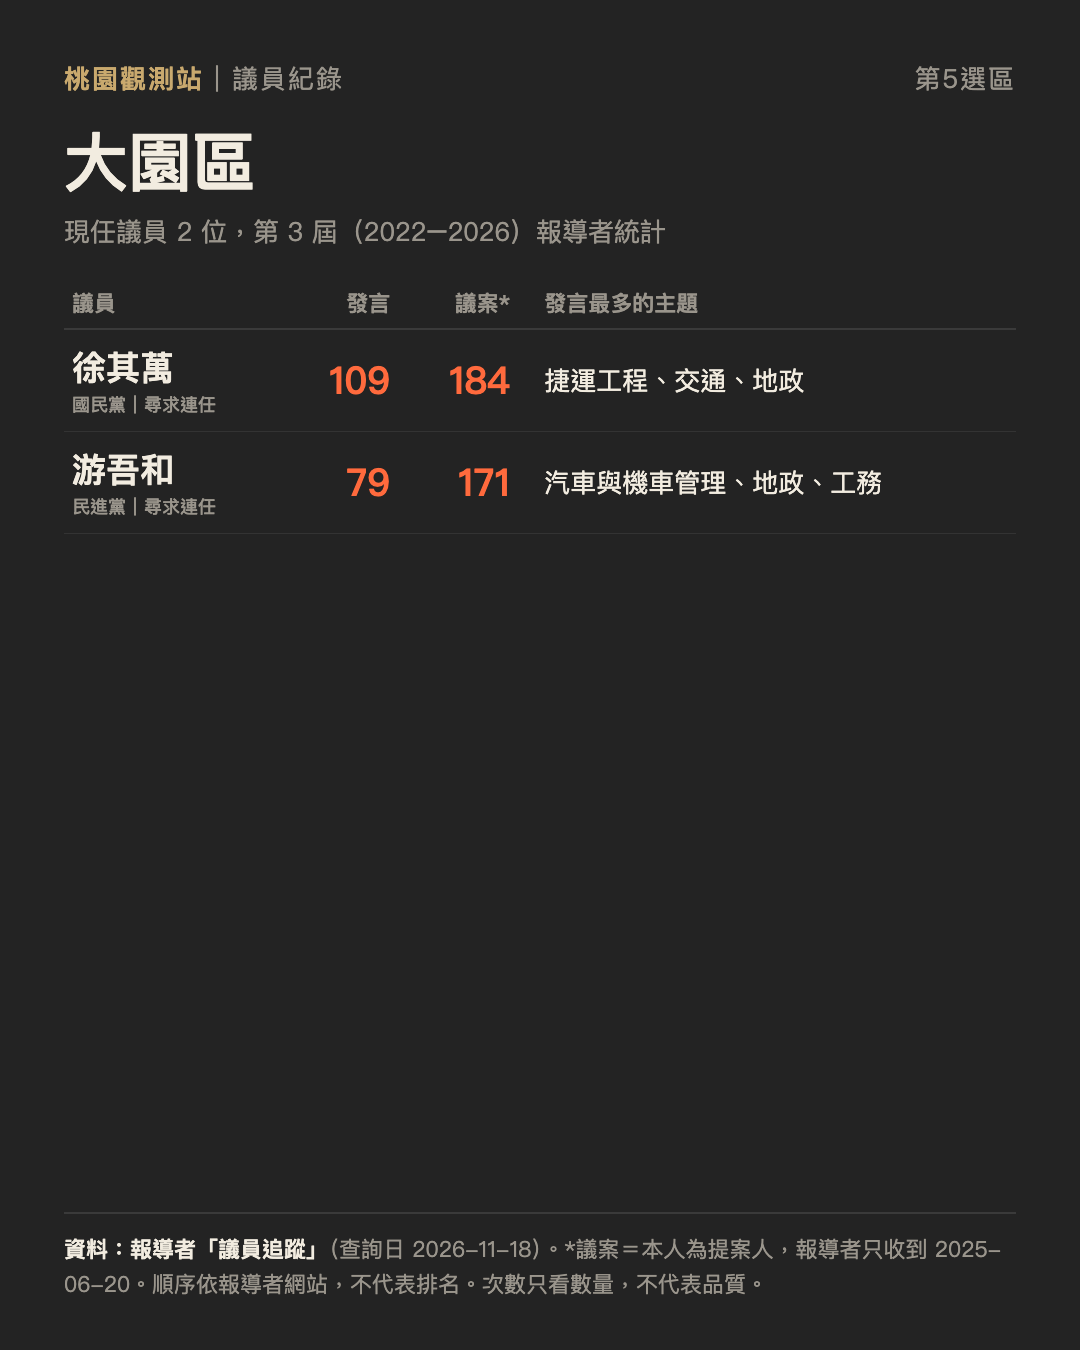 桃園觀測站｜議員紀錄
第5選區
大園區
現任議員 2 位，第 3 屆（2022—2026）報導者統計
議員 發言 議案* 發言最多的主題
徐其萬 109 184 捷運工程、交通、地政
國民黨｜尋求連任
游吾和 79 171 汽車與機車管理、地政、工務
民進黨｜尋求連任
資料：報導者「議員追蹤」（查詢日 2026–11–18）。*議案＝本人為提案人，報導者只收到 2025–
06–20。順序依報導者網站，不代表排名。次數只看數量，不代表品質。